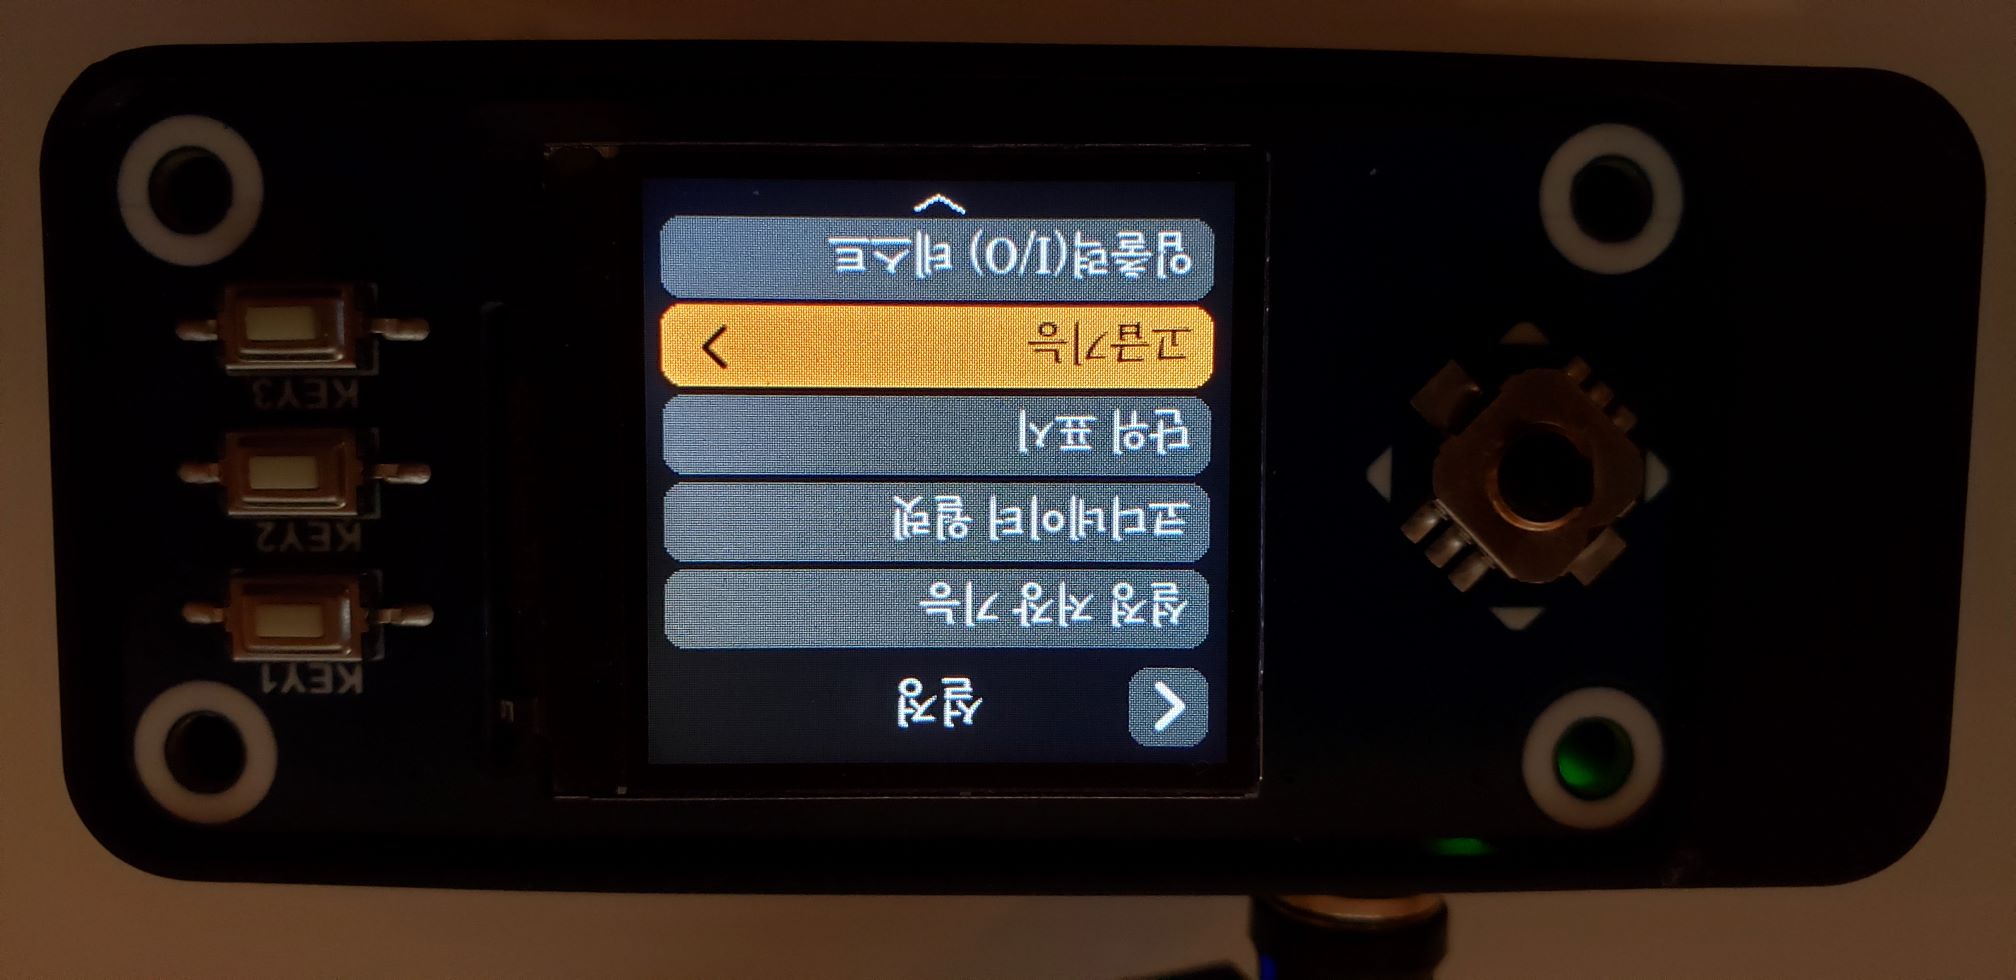 설정
설정 저장 기능
코디네이터 월렛
단위 표시
고급기능
입출력(I/O) 테스트
KEY1
KEY2
KEY3